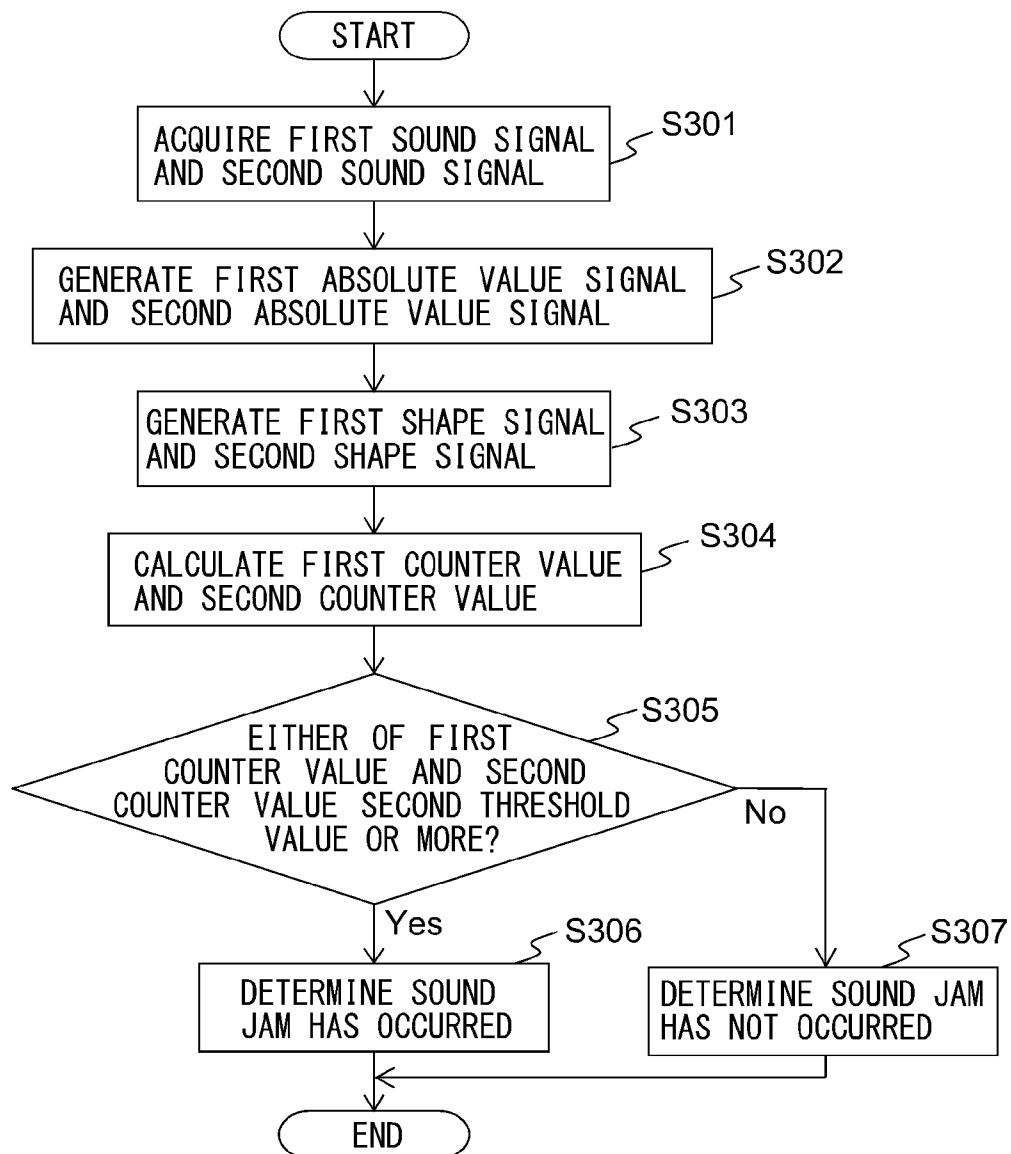 START
ACQUIRE FIRST SOUND SIGNAL
AND SECOND SOUND SIGNAL
S301
GENERATE FIRST ABSOLUTE VALUE SIGNAL
AND SECOND ABSOLUTE VALUE SIGNAL
S302
GENERATE FIRST SHAPE SIGNAL
AND SECOND SHAPE SIGNAL
S303
CALCULATE FIRST COUNTER VALUE
AND SECOND COUNTER VALUE
S304
EITHER OF FIRST
COUNTER VALUE AND SECOND
COUNTER VALUE SECOND THRESHOLD
VALUE OR MORE?
S305
No
Yes
S306
DETERMINE SOUND
JAM HAS OCCURRED
S307
DETERMINE SOUND JAM
HAS NOT OCCURRED
END